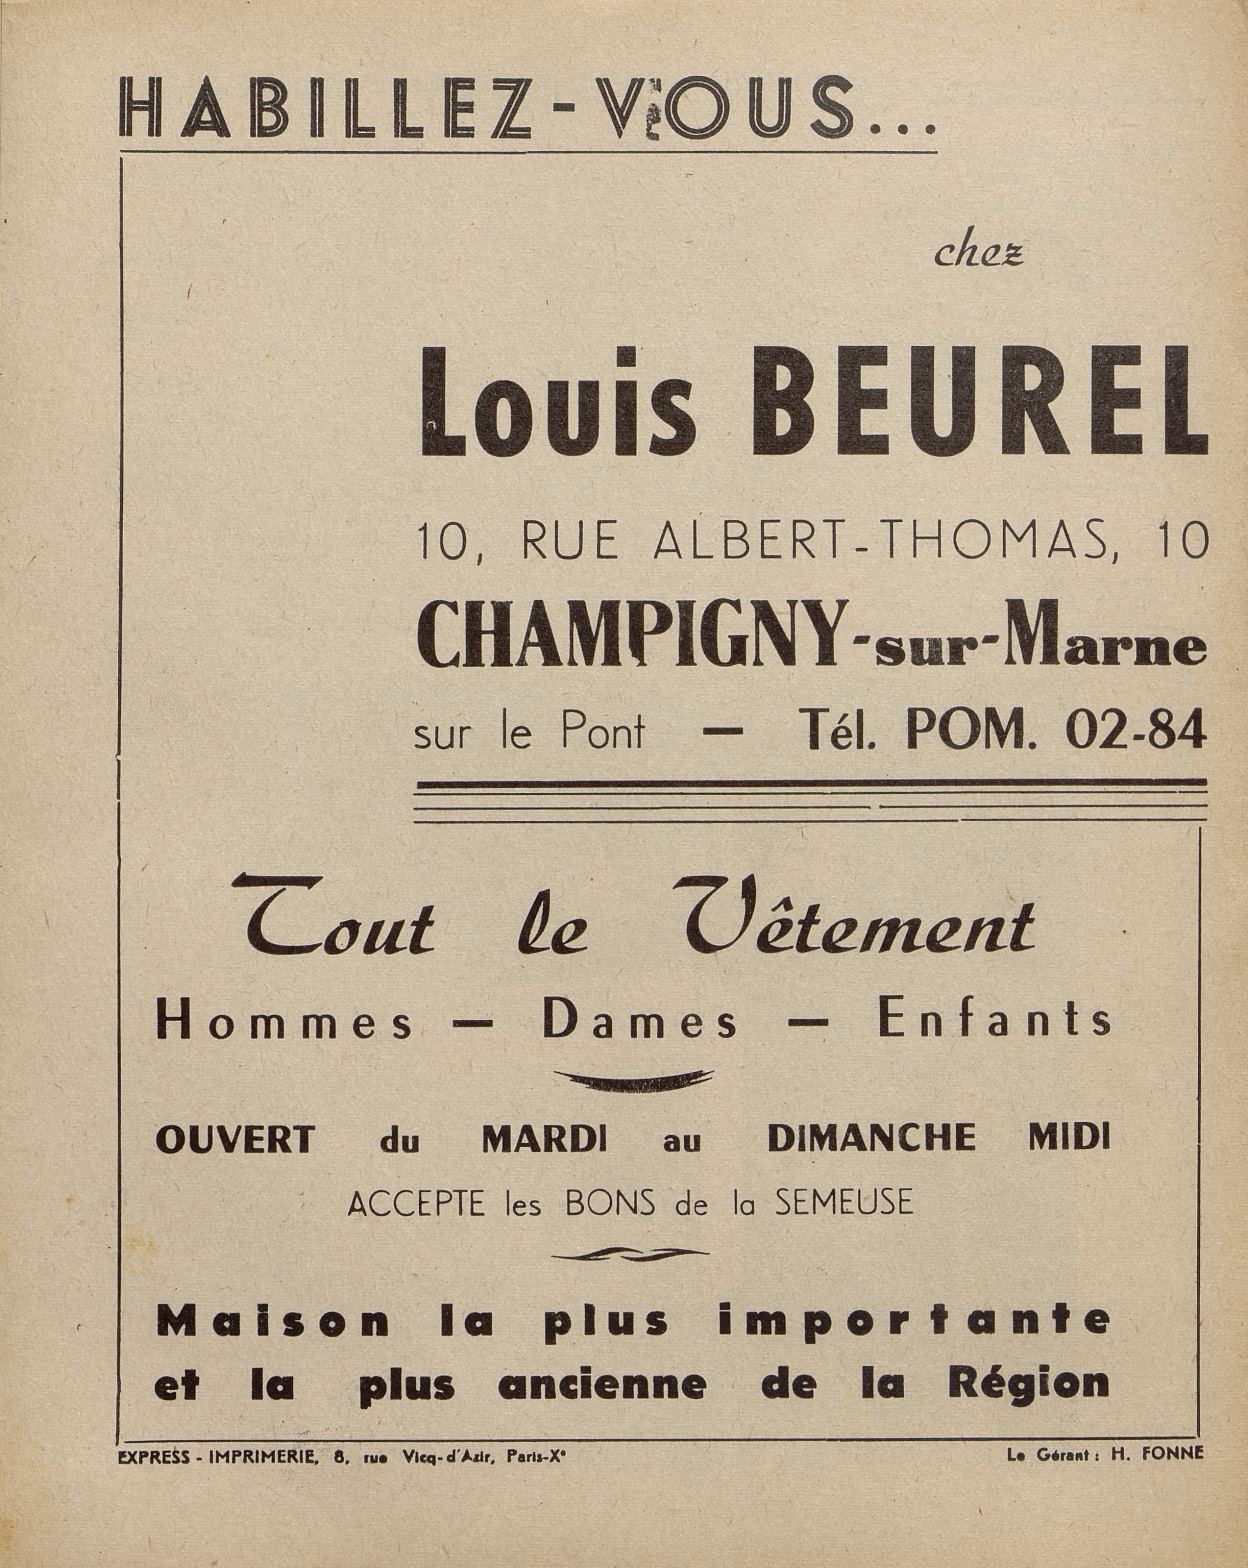 HABILLEZ-VOUS...
chez
Louis BEUREL
10, RUE ALBERT-THOMAS, 10
CHAMPIGNY-sur-Marne
sur le Pont — Tél. POM. 02-84
Tout le Vêtement
Hommes — Dames — Enfants
OUVERT du MARDI au DIMANCHE MIDI
ACCEPTE les BONS de la SEMEUSE
Maison la plus importante
et la plus ancienne de la Région
EXPRESS - IMPRIMERIE, 8, rue Vicq-d'Azir, Paris-Xᵉ
Le Gérant : H. FONNE